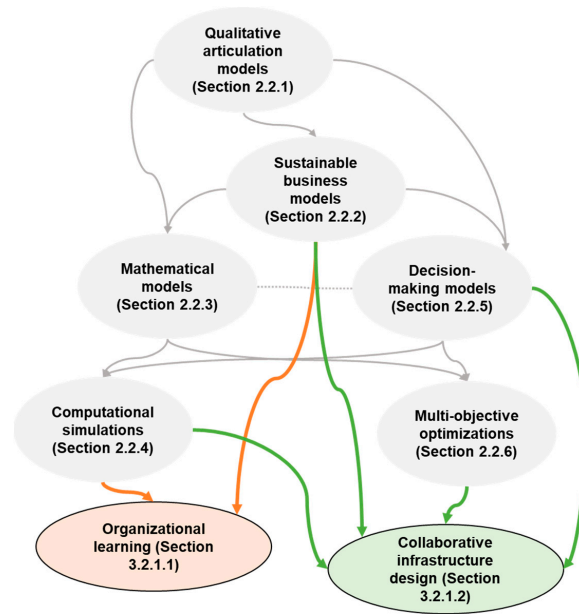 Qualitative
articulation
models
(Section 2.2.1)
Sustainable
business
models
(Section 2.2.2)
Mathematical
models
(Section 2.2.3)
Decision-
making models
(Section 2.2.5)
Computational
simulations
(Section 2.2.4)
Multi-objective
optimizations
(Section 2.2.6)
Organizational
learning (Section
3.2.1.1)
Collaborative
infrastructure
design (Section
3.2.1.2)